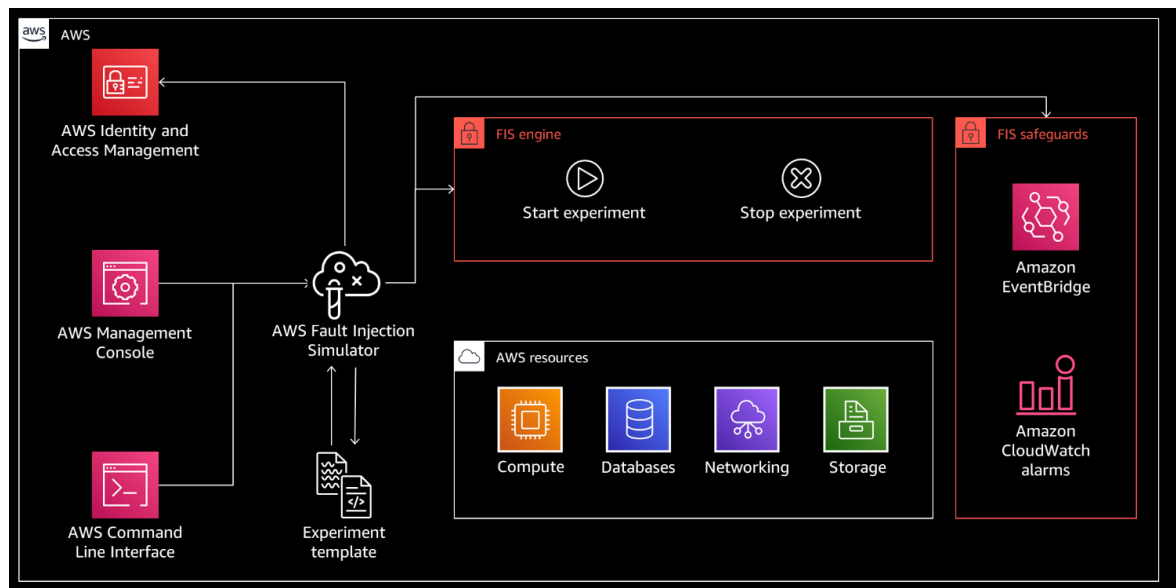 aws
AWS
AWS Identity and
Access Management
FIS engine
FIS safeguards
Start experiment
Stop experiment
Amazon
EventBridge
AWS Management
Console
AWS Fault Injection
Simulator
AWS resources
Compute
Databases
Networking
Storage
Amazon
CloudWatch
alarms
AWS Command
Line Interface
Experiment
template